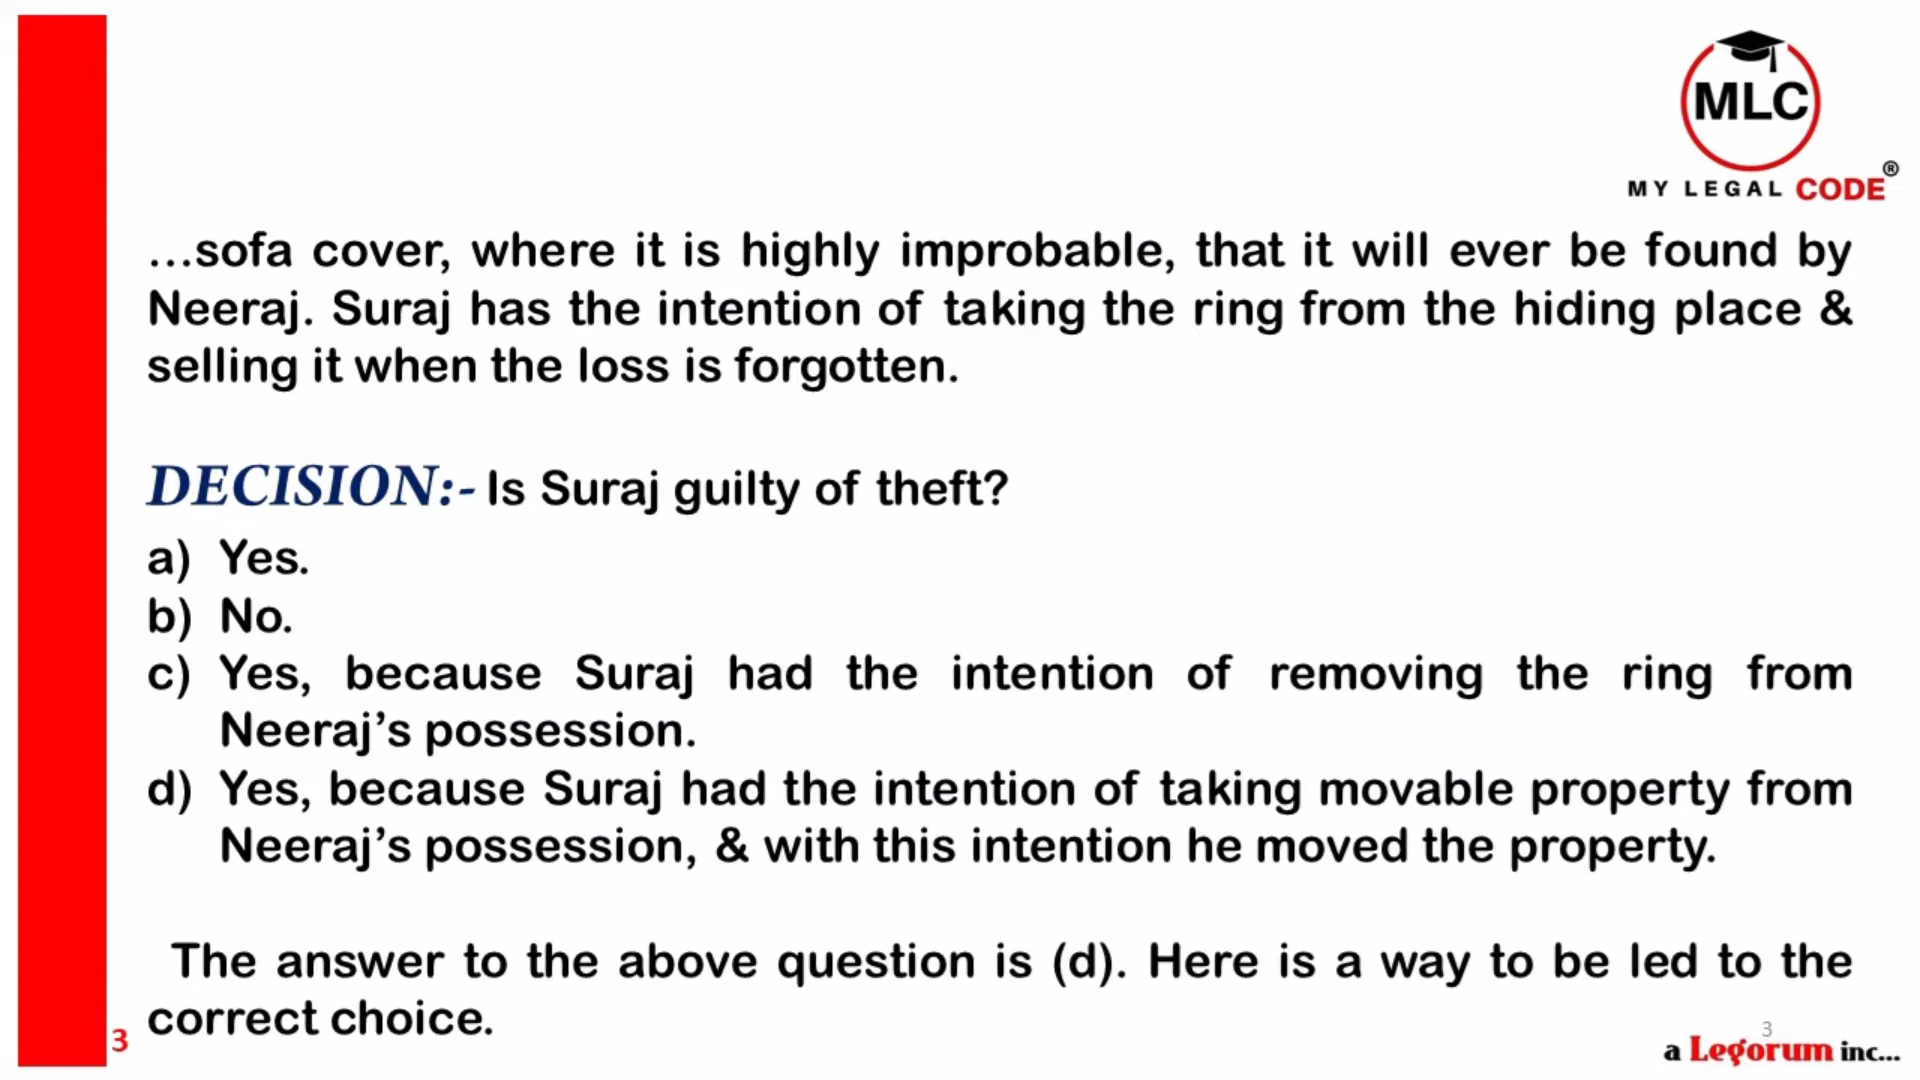 MLC
MY LEGAL CODE®
...sofa cover, where it is highly improbable, that it will ever be found by
Neeraj. Suraj has the intention of taking the ring from the hiding place &
selling it when the loss is forgotten.
DECISION:- Is Suraj guilty of theft?
a) Yes.
b) No.
c) Yes, because Suraj had the intention of removing the ring from
Neeraj’s possession.
d) Yes, because Suraj had the intention of taking movable property from
Neeraj’s possession, & with this intention he moved the property.
The answer to the above question is (d). Here is a way to be led to the
correct choice.
3
3
a Legorum inc...